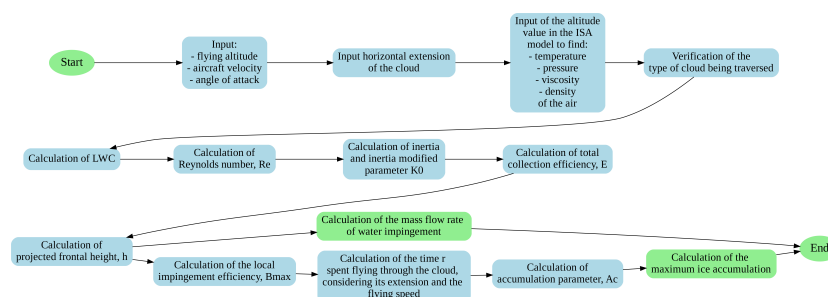 Start
Input:
- flying altitude
- aircraft velocity
- angle of attack
Input horizontal extension
of the cloud
Input of the altitude
value in the ISA
model to find:
- temperature
- pressure
- viscosity
- density
of the air
Verification of the
type of cloud being traversed
Calculation of LWC
Calculation of
Reynolds number, Re
Calculation of inertia
and inertia modified
parameter K0
Calculation of total
collection efficiency, E
Calculation of
projected frontal height, h
Calculation of the mass flow rate
of water impingement
Calculation of the local
impingement efficiency, Bmax
Calculation of the time r
spent flying through the cloud,
considering its extension and the
flying speed
Calculation of
accumulation parameter, Ac
Calculation of the
maximum ice accumulation
End